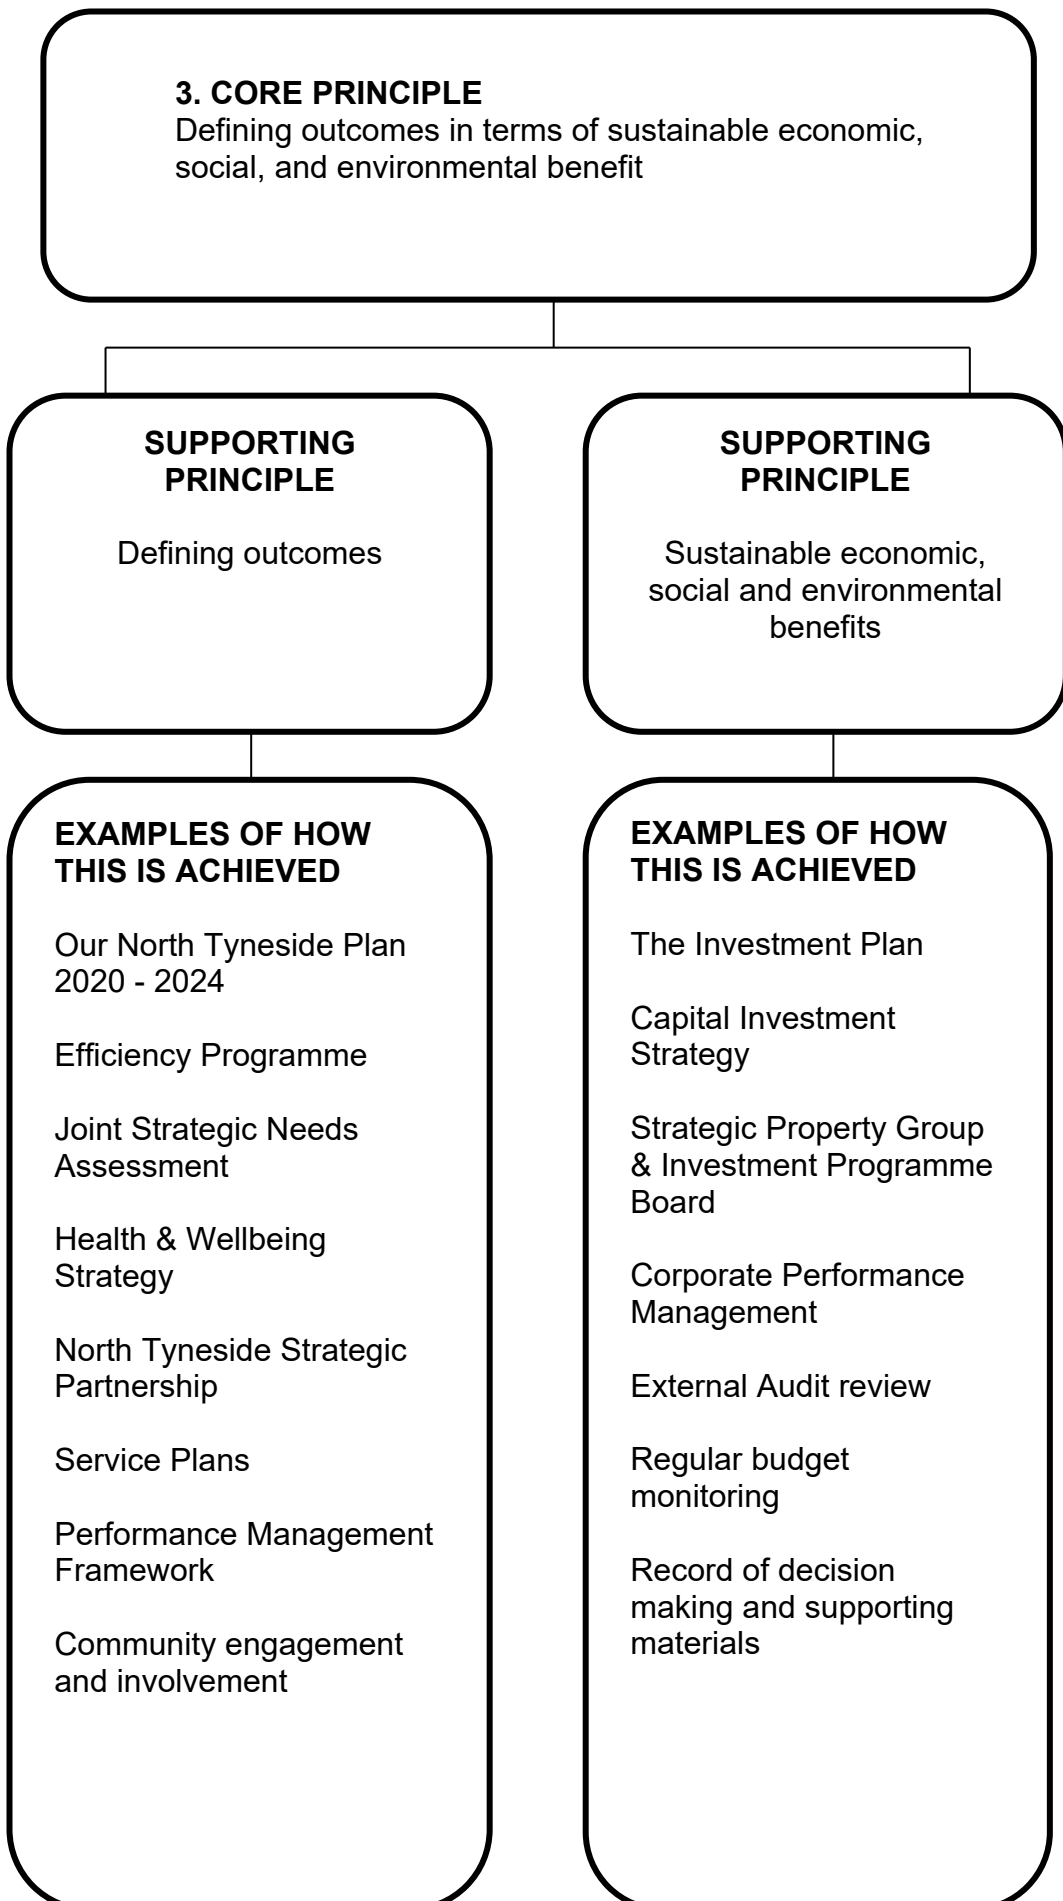 3. CORE PRINCIPLE
Defining outcomes in terms of sustainable economic,
social, and environmental benefit
SUPPORTING
PRINCIPLE
Defining outcomes
SUPPORTING
PRINCIPLE
Sustainable economic,
social and environmental
benefits
EXAMPLES OF HOW
THIS IS ACHIEVED
Our North Tyneside Plan
2020 - 2024
Efficiency Programme
Joint Strategic Needs
Assessment
Health & Wellbeing
Strategy
North Tyneside Strategic
Partnership
Service Plans
Performance Management
Framework
Community engagement
and involvement
EXAMPLES OF HOW
THIS IS ACHIEVED
The Investment Plan
Capital Investment
Strategy
Strategic Property Group
& Investment Programme
Board
Corporate Performance
Management
External Audit review
Regular budget
monitoring
Record of decision
making and supporting
materials